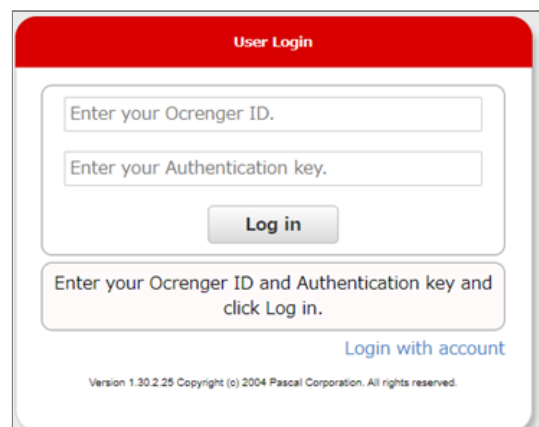 User Login
Enter your Ocrenger ID.
Enter your Authentication key.
Log in
Enter your Ocrenger ID and Authentication key and
click Log in.
Login with account
Version 1.30.2.25 Copyright (c) 2004 Pascal Corporation. All rights reserved.